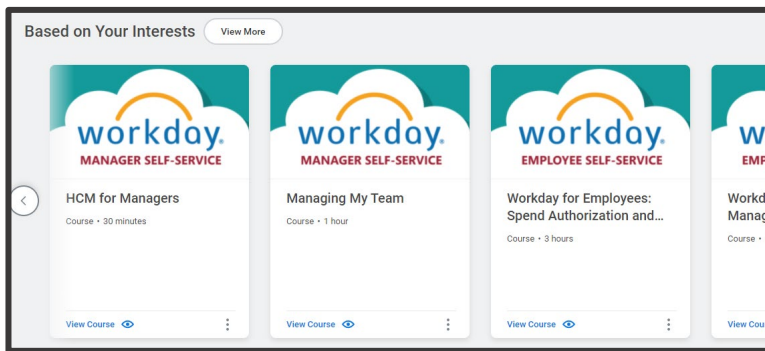 Based on Your Interests
View More
workday.
MANAGER SELF-SERVICE
HCM for Managers
Course • 30 minutes
View Course
workday.
MANAGER SELF-SERVICE
Managing My Team
Course • 1 hour
View Course
workday.
EMPLOYEE SELF-SERVICE
Workday for Employees:
Spend Authorization and...
Course • 3 hours
View Course
Course •
View